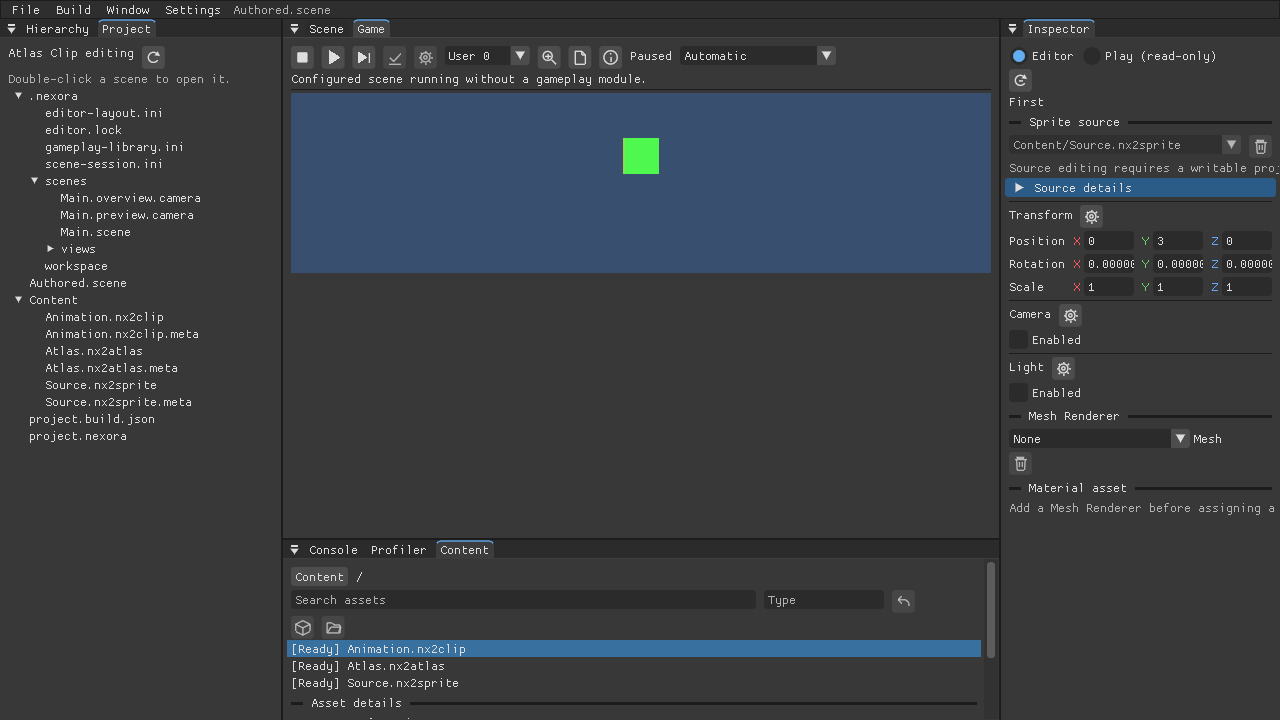 File Build Window Settings Authored.scene
Hierarchy Project
Atlas Clip editing
Double-click a scene to open it.
.nexora
editor-layout.ini
editor.lock
gameplay-library.ini
scene-session.ini
scenes
Main.overview.camera
Main.preview.camera
Main.scene
views
workspace
Authored.scene
Content
Animation.nx2clip
Animation.nx2clip.meta
Atlas.nx2atlas
Atlas.nx2atlas.meta
Source.nx2sprite
Source.nx2sprite.meta
project.build.json
project.nexora
Scene Game
User 0 Paused Automatic
Configured scene running without a gameplay module.
Console Profiler Content
Content /
Search assets Type
[Ready] Animation.nx2clip
[Ready] Atlas.nx2atlas
[Ready] Source.nx2sprite
Asset details
Inspector
Editor Play (read-only)
First
Sprite source
Content/Source.nx2sprite
Source editing requires a writable
Source details
Transform
Position X 0 Y 3 Z 0
Rotation X 0.00000 Y 0.00000 Z 0.00000
Scale X 1 Y 1 Z 1
Camera
Enabled
Light
Enabled
Mesh Renderer
None Mesh
Material asset
Add a Mesh Renderer before assigning a